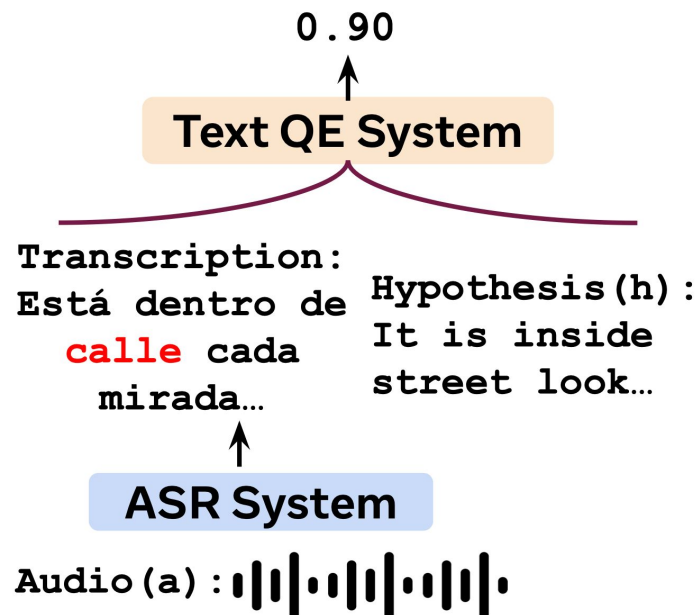 0.90
Text QE System
Transcription:
Está dentro de
calle cada
mirada…
Hypothesis(h):
It is inside
street look…
ASR System
Audio(a):